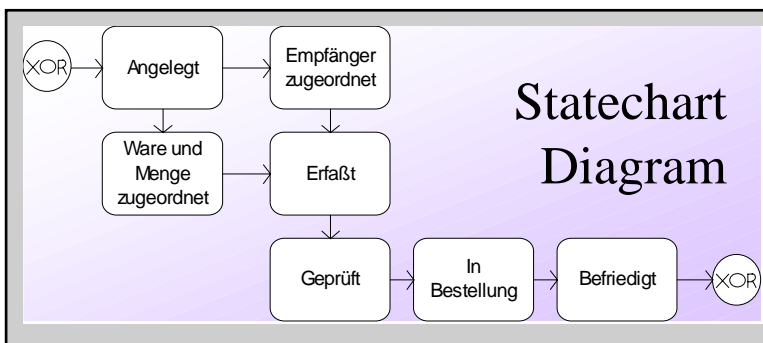 XOR
Angelegt
Empfänger
zugeordnet
Statechart
Diagram
Ware und
Menge
zugeordnet
Erfaßt
Geprüft
In
Bestellung
Befriedigt
XOR